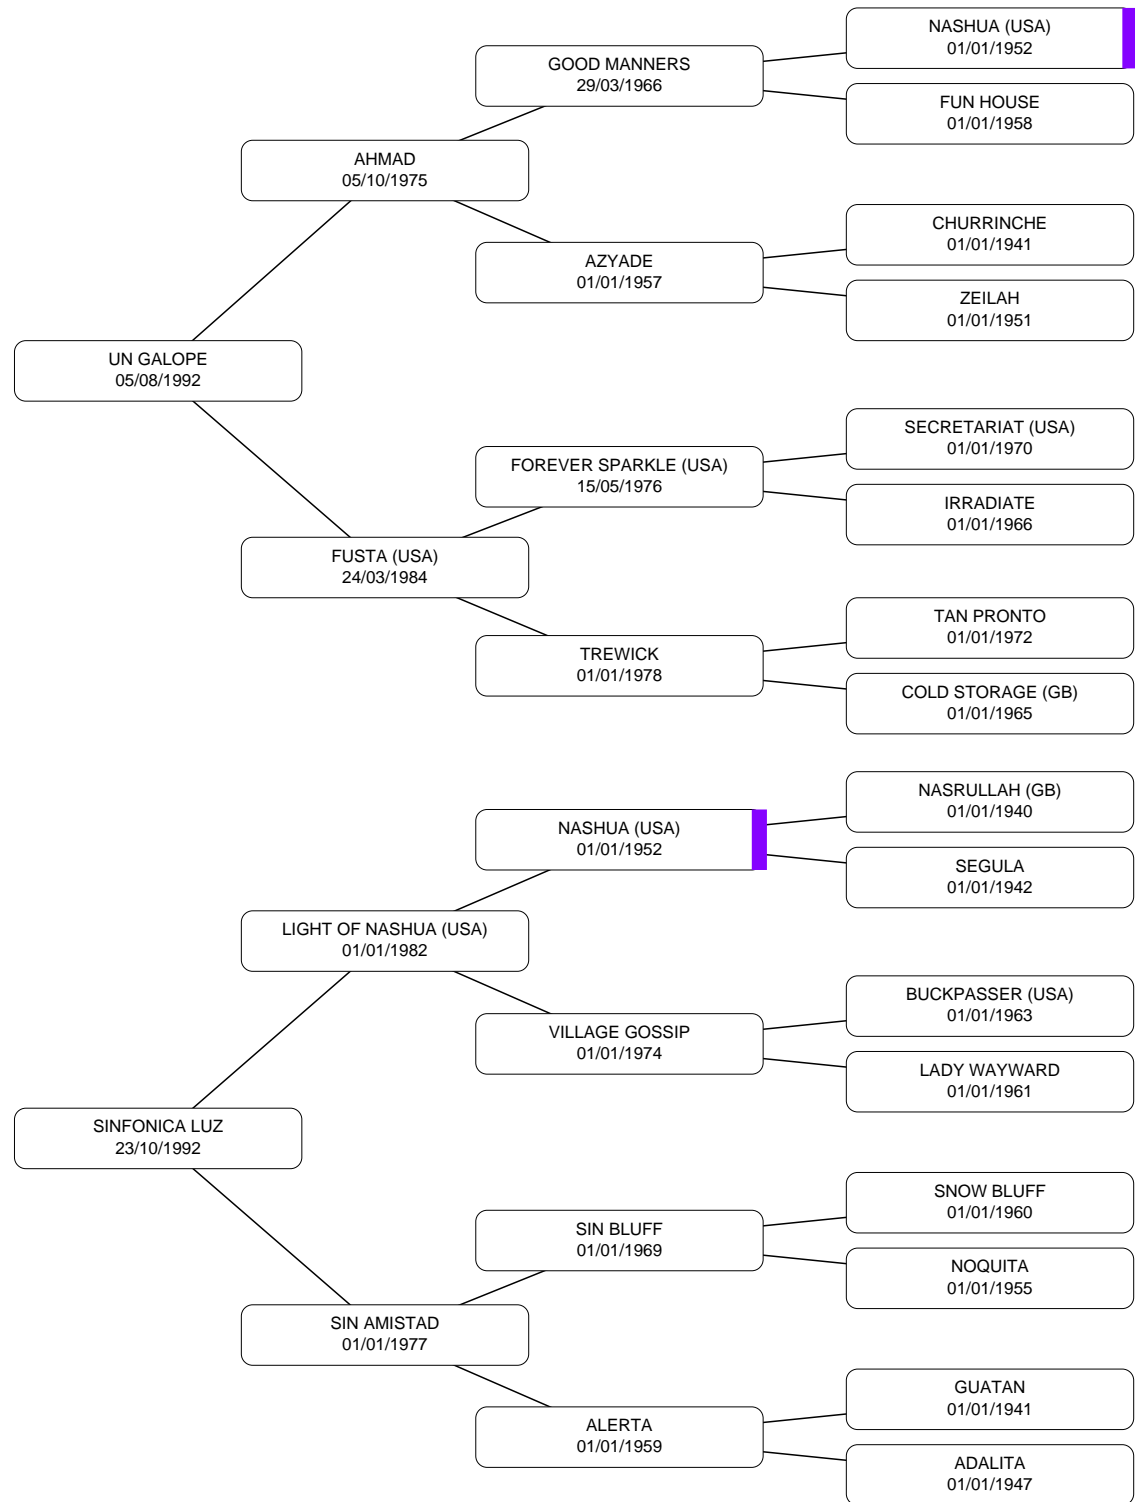 NASHUA (USA)
01/01/1952
GOOD MANNERS
29/03/1966
FUN HOUSE
01/01/1958
AHMAD
05/10/1975
CHURRINCHE
01/01/1941
AZYADE
01/01/1957
ZEILAH
01/01/1951
UN GALOPE
05/08/1992
SECRETARIAT (USA)
01/01/1970
FOREVER SPARKLE (USA)
15/05/1976
IRRADIATE
01/01/1966
FUSTA (USA)
24/03/1984
TAN PRONTO
01/01/1972
TREWICK
01/01/1978
COLD STORAGE (GB)
01/01/1965
NASRULLAH (GB)
01/01/1940
NASHUA (USA)
01/01/1952
SEGULA
01/01/1942
LIGHT OF NASHUA (USA)
01/01/1982
BUCKPASSER (USA)
01/01/1963
VILLAGE GOSSIP
01/01/1974
LADY WAYWARD
01/01/1961
SINFONICA LUZ
23/10/1992
SNOW BLUFF
01/01/1960
SIN BLUFF
01/01/1969
NOQUITA
01/01/1955
SIN AMISTAD
01/01/1977
GUATAN
01/01/1941
ALERTA
01/01/1959
ADALITA
01/01/1947